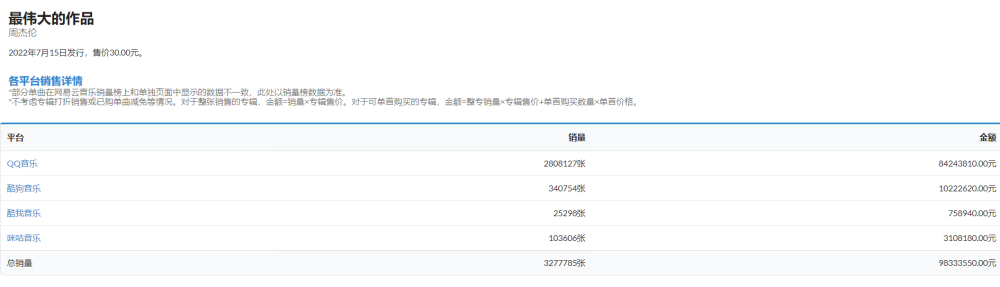 最伟大的作品
周杰伦
2022年7月15日发行，售价30.00元。
各平台销售详情
*部分单曲在网易云音乐销量榜上和单独页面中显示的数据不一致，此处以销量榜数据为准。
*不考虑专辑打折销售或已购单曲减免等情况。对于整张销售的专辑，金额=销量×专辑售价。对于可单首购买的专辑，金额=整专销量×专辑售价+单首购买数量×单首价格。
平台 销量 金额
QQ音乐 2808127张 84243810.00元
酷狗音乐 340754张 10222620.00元
酷我音乐 25298张 758940.00元
咪咕音乐 103606张 3108180.00元
总销量 3277785张 98333550.00元